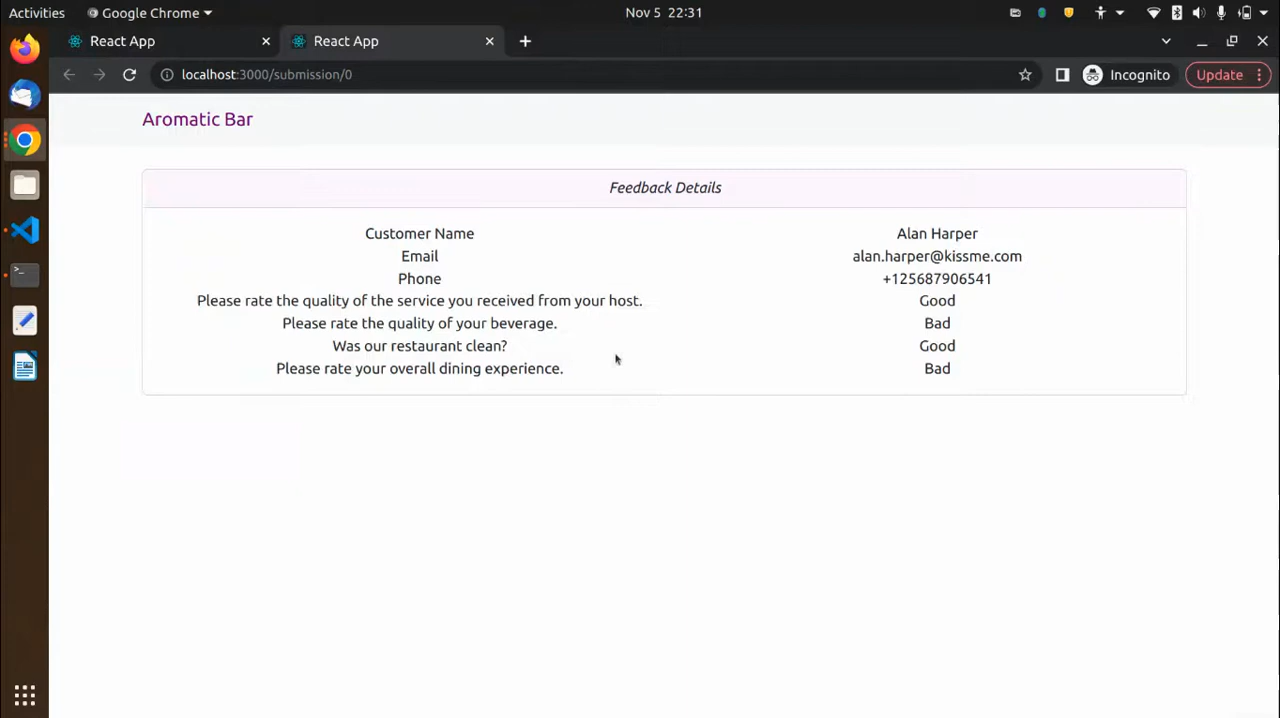 Activities Google Chrome Nov 5 22:31
React App React App
localhost:3000/submission/0 Incognito Update
Aromatic Bar
Feedback Details
Customer Name Alan Harper
Email alan.harper@kissme.com
Phone +125687906541
Please rate the quality of the service you received from your host. Good
Please rate the quality of your beverage. Bad
Was our restaurant clean? Good
Please rate your overall dining experience. Bad